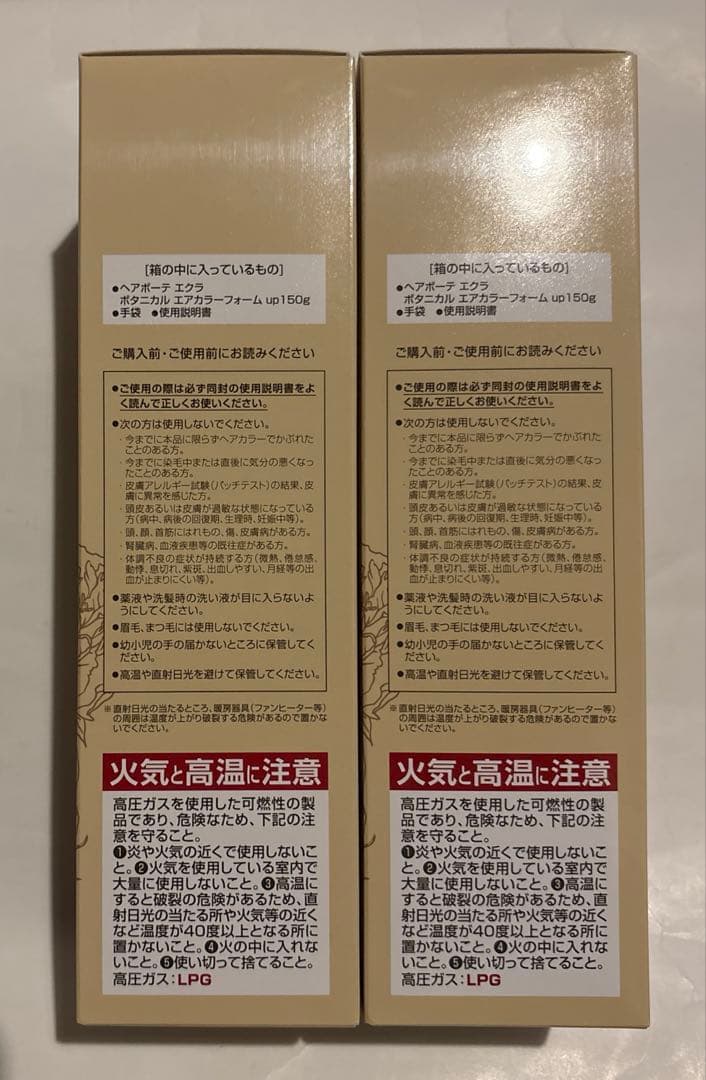 [箱の中に入っているもの]
●ヘアボーテ エクラ
ボタニカル エアカラーフォーム up150g
●手袋 ●使用説明書
ご購入前・ご使用前にお読みください
●ご使用の際は必ず同封の使用説明書をよ
く読んで正しくお使いください。
●次の方は使用しないでください。
・今までに本品に限らずヘアカラーでかぶれた
ことのある方。
・今までに染毛中または直後に気分の悪くなっ
たことのある方。
・皮膚アレルギー試験(パッチテスト)の結果、皮
膚に異常を感じた方。
・頭皮あるいは皮膚が過敏な状態になっている
方(病中、病後の回復期、生理時、妊娠中等)。
・頭、顔、首筋にはれもの、傷、皮膚病がある方。
・腎臓病、血液疾患等の既往症がある方。
・体調不良の症状が持続する方(微熱、倦怠感、
動悸、息切れ、紫斑、出血しやすい、月経等の出
血が止まりにくい等)。
●薬液や洗髪時の洗い液が目に入らないよ
うにしてください。
●眉毛、まつ毛には使用しないでください。
●幼小児の手の届かないところに保管してく
ださい。
●高温や直射日光を避けて保管してください。
※直射日光の当たるところ、暖房器具(ファンヒーター等)
の周囲は温度が上がり破裂する危険があるので置かな
いでください。
火気と高温に注意
高圧ガスを使用した可燃性の製
品であり、危険なため、下記の注
意を守ること。
❶炎や火気の近くで使用しないこ
と。❷火気を使用している室内で
大量に使用しないこと。❸高温に
すると破裂の危険があるため、直
射日光の当たる所や火気等の近く
など温度が40度以上となる所に
置かないこと。❹火の中に入れな
いこと。❺使い切って捨てること。
高圧ガス:LPG
[箱の中に入っているもの]
●ヘアボーテ エクラ
ボタニカル エアカラーフォーム up150g
●手袋 ●使用説明書
ご購入前・ご使用前にお読みください
●ご使用の際は必ず同封の使用説明書をよ
く読んで正しくお使いください。
●次の方は使用しないでください。
・今までに本品に限らずヘアカラーでかぶれた
ことのある方。
・今までに染毛中または直後に気分の悪くなっ
たことのある方。
・皮膚アレルギー試験(パッチテスト)の結果、皮
膚に異常を感じた方。
・頭皮あるいは皮膚が過敏な状態になっている
方(病中、病後の回復期、生理時、妊娠中等)。
・頭、顔、首筋にはれもの、傷、皮膚病がある方。
・腎臓病、血液疾患等の既往症がある方。
・体調不良の症状が持続する方(微熱、倦怠感、
動悸、息切れ、紫斑、出血しやすい、月経等の出
血が止まりにくい等)。
●薬液や洗髪時の洗い液が目に入らないよ
うにしてください。
●眉毛、まつ毛には使用しないでください。
●幼小児の手の届かないところに保管してく
ださい。
●高温や直射日光を避けて保管してください。
※直射日光の当たるところ、暖房器具(ファンヒーター等)
の周囲は温度が上がり破裂する危険があるので置かな
いでください。
火気と高温に注意
高圧ガスを使用した可燃性の製
品であり、危険なため、下記の注
意を守ること。
❶炎や火気の近くで使用しないこ
と。❷火気を使用している室内で
大量に使用しないこと。❸高温に
すると破裂の危険があるため、直
射日光の当たる所や火気等の近く
など温度が40度以上となる所に
置かないこと。❹火の中に入れな
いこと。❺使い切って捨てること。
高圧ガス:LPG